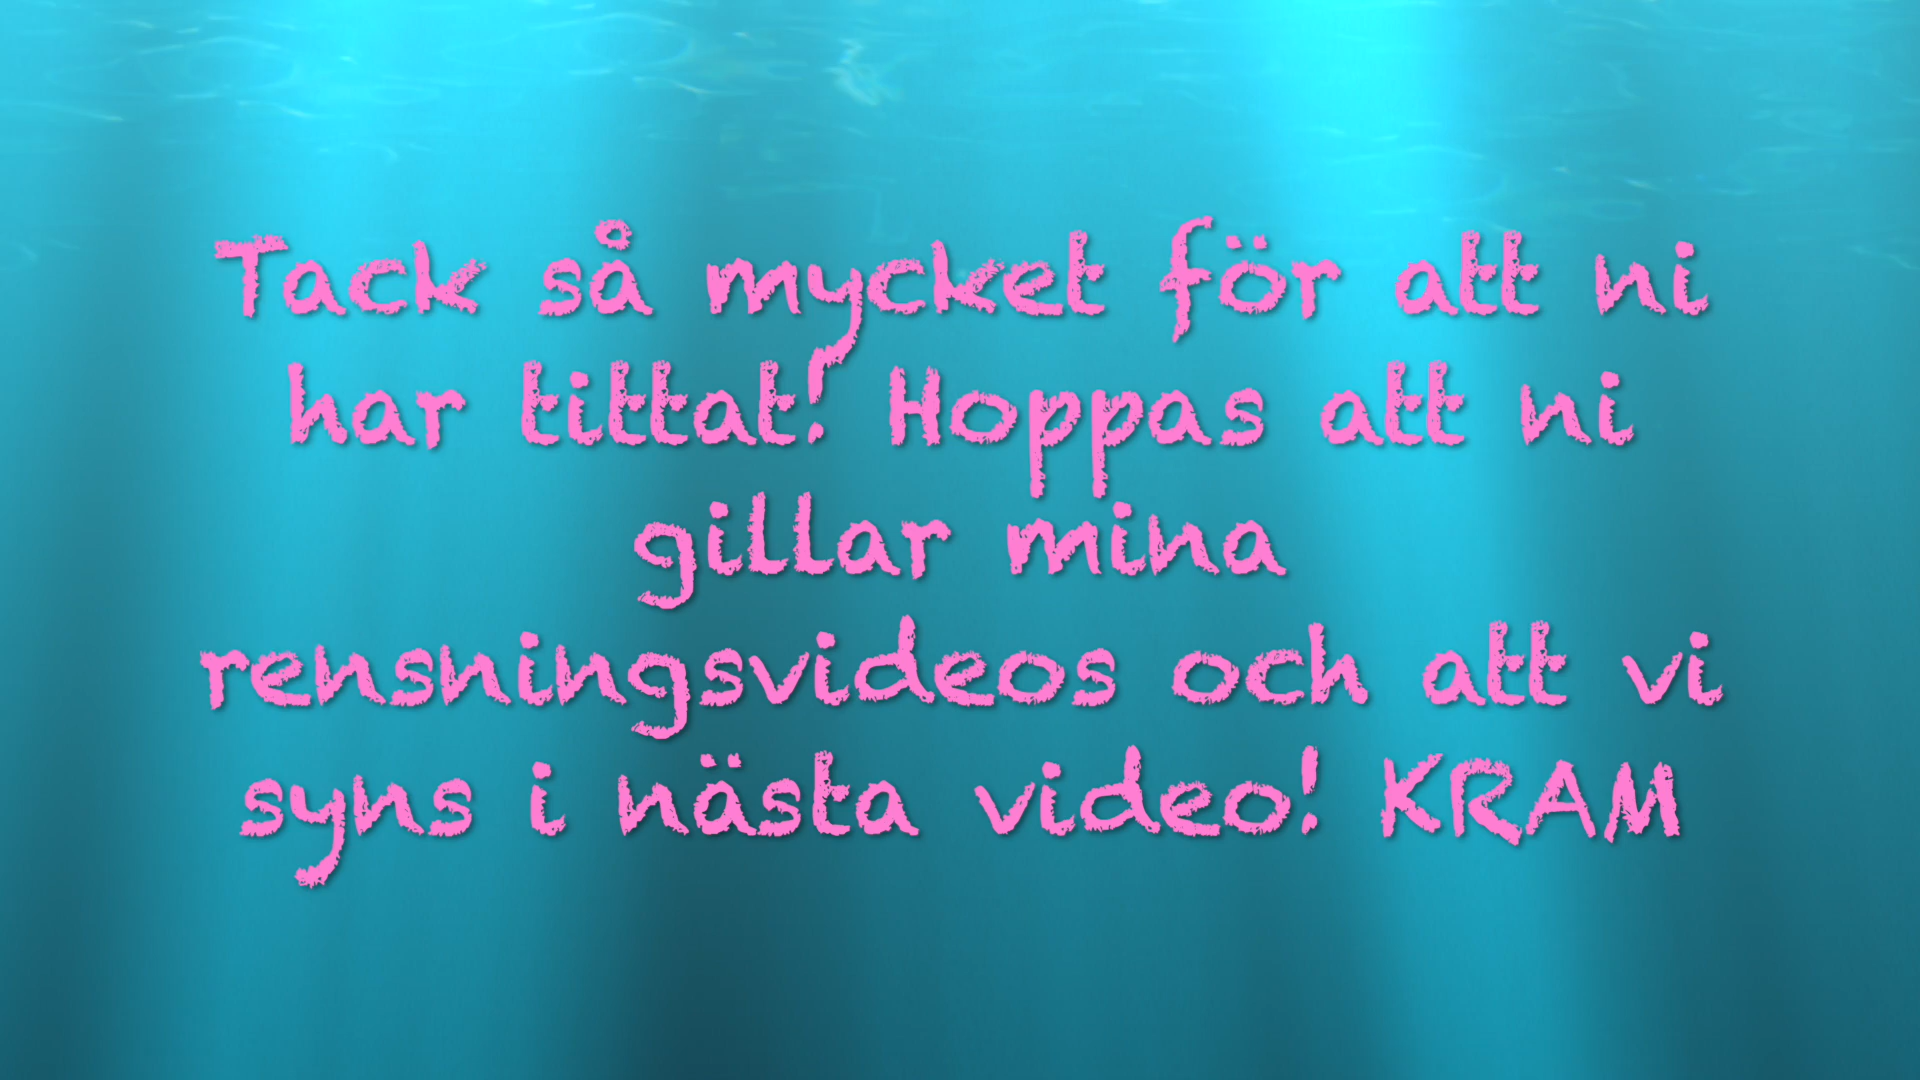 Tack så mycket för att ni
har tittat! Hoppas att ni
gillar mina
rensningsvideos och att vi
syns i nästa video! KRAM